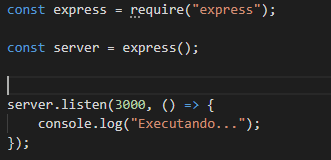 const express = require("express");
const server = express();
server.listen(3000, () => {
    console.log("Executando...");
});